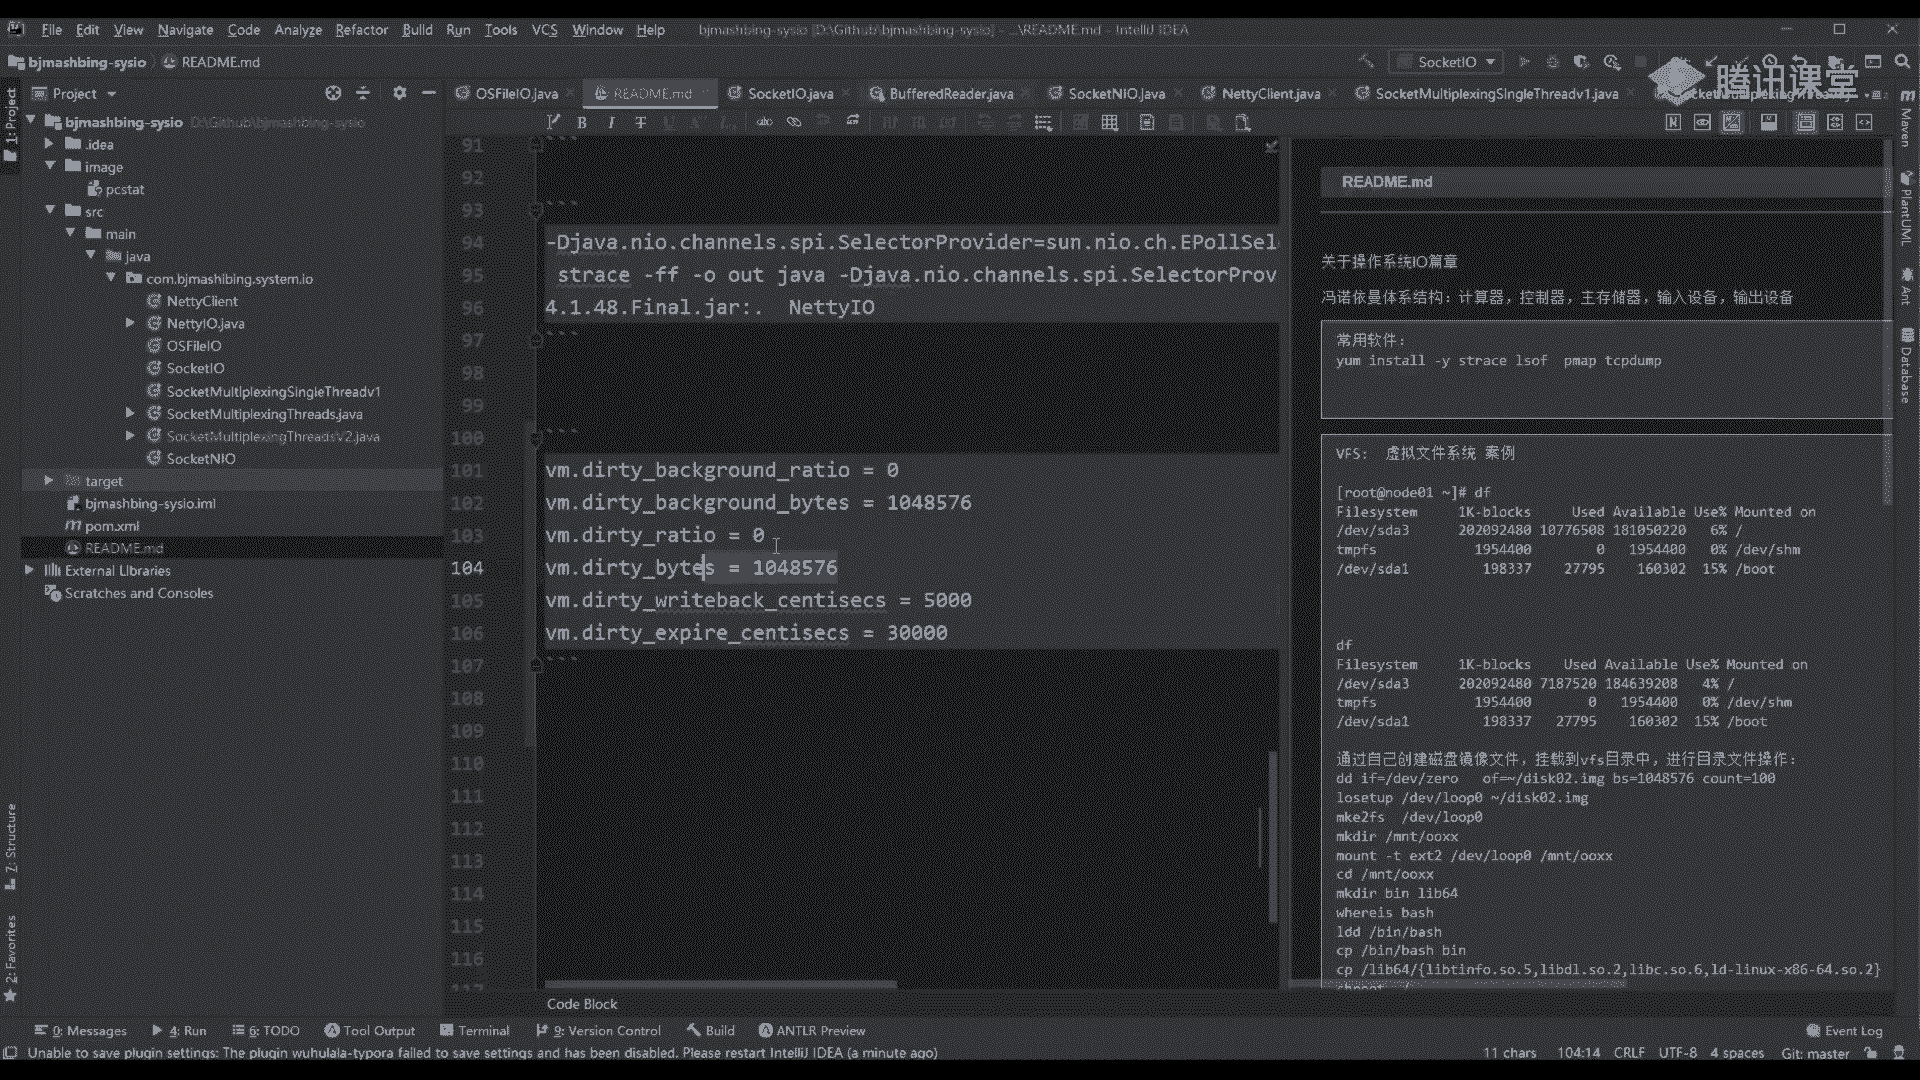 File Edit View Navigate Code Analyze Refactor Build Run Tools VCS Window Help bjmashbing-sysio [D:\Github\bjmashbing-sysio] - ...\README.md - IntelliJ IDEA
bjmashbing-sysio README.md SocketIO
腾讯课堂
Project OSFileIO.java README.md SocketIO.java BufferedReader.java SocketNIO.java NettyClient.java SocketMultiplexingSingleThreadv1.java
1: Project
bjmashbing-sysio D:\Github\bjmashbing-sysio
.idea
image
pcstat
src
main
java
com.bjmashibing.system.io
NettyClient
NettyIO.java
OSFileIO
SocketIO
SocketMultiplexingSingleThreadv1
SocketMultiplexingThreads.java
SocketMultiplexingThreadsV2.java
SocketNIO
target
bjmashbing-sysio.iml
pom.xml
README.md
External Libraries
Scratches and Consoles
7: Structure
2: Favorites
91 ```
92
93 ```
94 -Djava.nio.channels.spi.SelectorProvider=sun.nio.ch.EPollSel
95 strace -ff -o out java -Djava.nio.channels.spi.SelectorProv
96 4.1.48.Final.jar:. NettyIO
97 ```
98
99
100 ```
101 vm.dirty_background_ratio = 0
102 vm.dirty_background_bytes = 1048576
103 vm.dirty_ratio = 0
104 vm.dirty_bytes = 1048576
105 vm.dirty_writeback_centisecs = 5000
106 vm.dirty_expire_centisecs = 30000
107 ```
108
109
110
111
112
113
114
115
116
Code Block
README.md
关于操作系统IO篇章
冯诺依曼体系结构：计算器，控制器，主存储器，输入设备，输出设备
常用软件：
yum install -y strace lsof pmap tcpdump
VFS: 虚拟文件系统 案例
[root@node01 ~]# df
Filesystem 1K-blocks Used Available Use% Mounted on
/dev/sda3 202092480 10776508 181050220 6% /
tmpfs 1954400 0 1954400 0% /dev/shm
/dev/sda1 198337 27795 160302 15% /boot
df
Filesystem 1K-blocks Used Available Use% Mounted on
/dev/sda3 202092480 7187520 184639208 4% /
tmpfs 1954400 0 1954400 0% /dev/shm
/dev/sda1 198337 27795 160302 15% /boot
通过自己创建磁盘镜像文件，挂载到vfs目录中，进行目录文件操作：
dd if=/dev/zero of=~/disk02.img bs=1048576 count=100
losetup /dev/loop0 ~/disk02.img
mke2fs /dev/loop0
mkdir /mnt/ooxx
mount -t ext2 /dev/loop0 /mnt/ooxx
cd /mnt/ooxx
mkdir bin lib64
whereis bash
ldd /bin/bash
cp /bin/bash bin
cp /lib64/{libtinfo.so.5,libdl.so.2,libc.so.6,ld-linux-x86-64.so.2}
Maven
PlantUML
Ant
Database
0: Messages 4: Run 6: TODO Tool Output Terminal 9: Version Control Build ANTLR Preview Event Log
Unable to save plugin settings: The plugin wuhulala-typora failed to save settings and has been disabled. Please restart IntelliJ IDEA (a minute ago) 11 chars 104:14 CRLF UTF-8 4 spaces Git: master